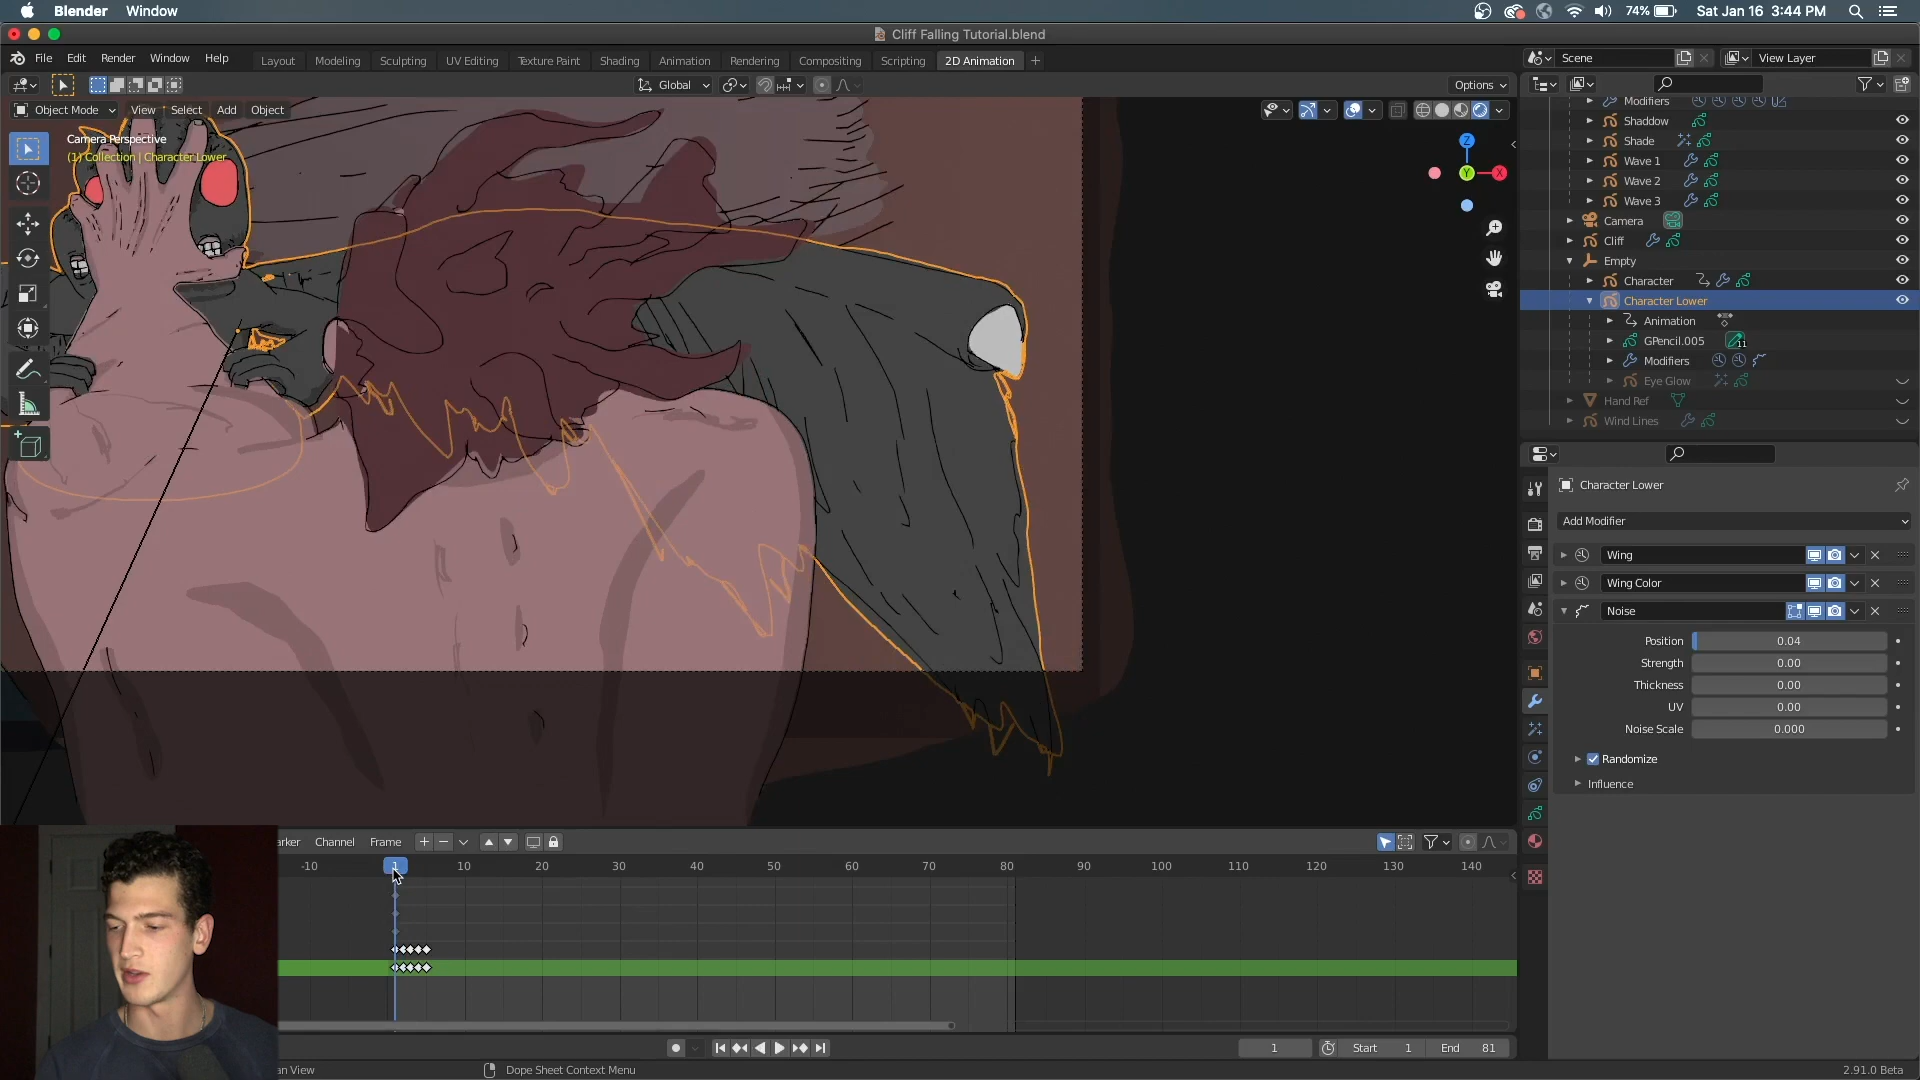 Blender Window
74% Sat Jan 16 3:44 PM
Cliff Falling Tutorial.blend
File Edit Render Window Help
Layout Modeling Sculpting UV Editing Texture Paint Shading Animation Rendering Compositing Scripting 2D Animation +
Scene View Layer
Global Options
Object Mode View Select Add Object
Camera Perspective
(1) Collection | Character Lower
Z
Y
X
Modifiers
Shaddow
Shade
Wave 1
Wave 2
Wave 3
Camera
Cliff
Empty
Character
Character Lower
Animation
GPencil.005 11
Modifiers
Eye Glow
Hand Ref
Wind Lines
Character Lower
Add Modifier
Wing
Wing Color
Noise
Position 0.04
Strength 0.00
Thickness 0.00
UV 0.00
Noise Scale 0.000
Randomize
Influence
arker Channel Frame
-10 1 10 20 30 40 50 60 70 80 90 100 110 120 130 140
1 Start 1 End 81
an View Dope Sheet Context Menu 2.91.0 Beta